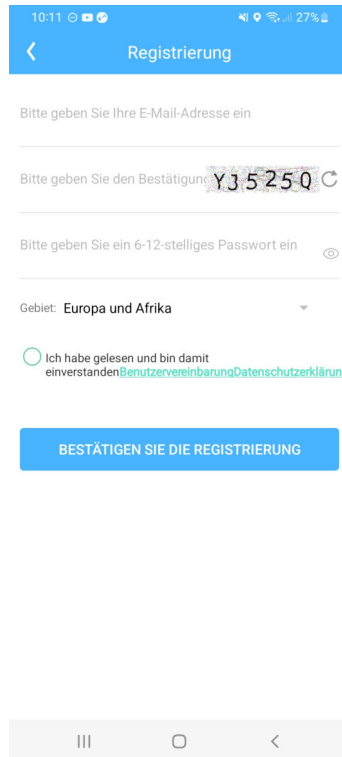 10:11 27%
Registrierung
Bitte geben Sie Ihre E-Mail-Adresse ein
Bitte geben Sie den Bestätigung
Bitte geben Sie ein 6-12-stelliges Passwort ein
Gebiet: Europa und Afrika
Ich habe gelesen und bin damit
einverstandenBenutzervereinbarungDatenschutzerklärun
BESTÄTIGEN SIE DIE REGISTRIERUNG